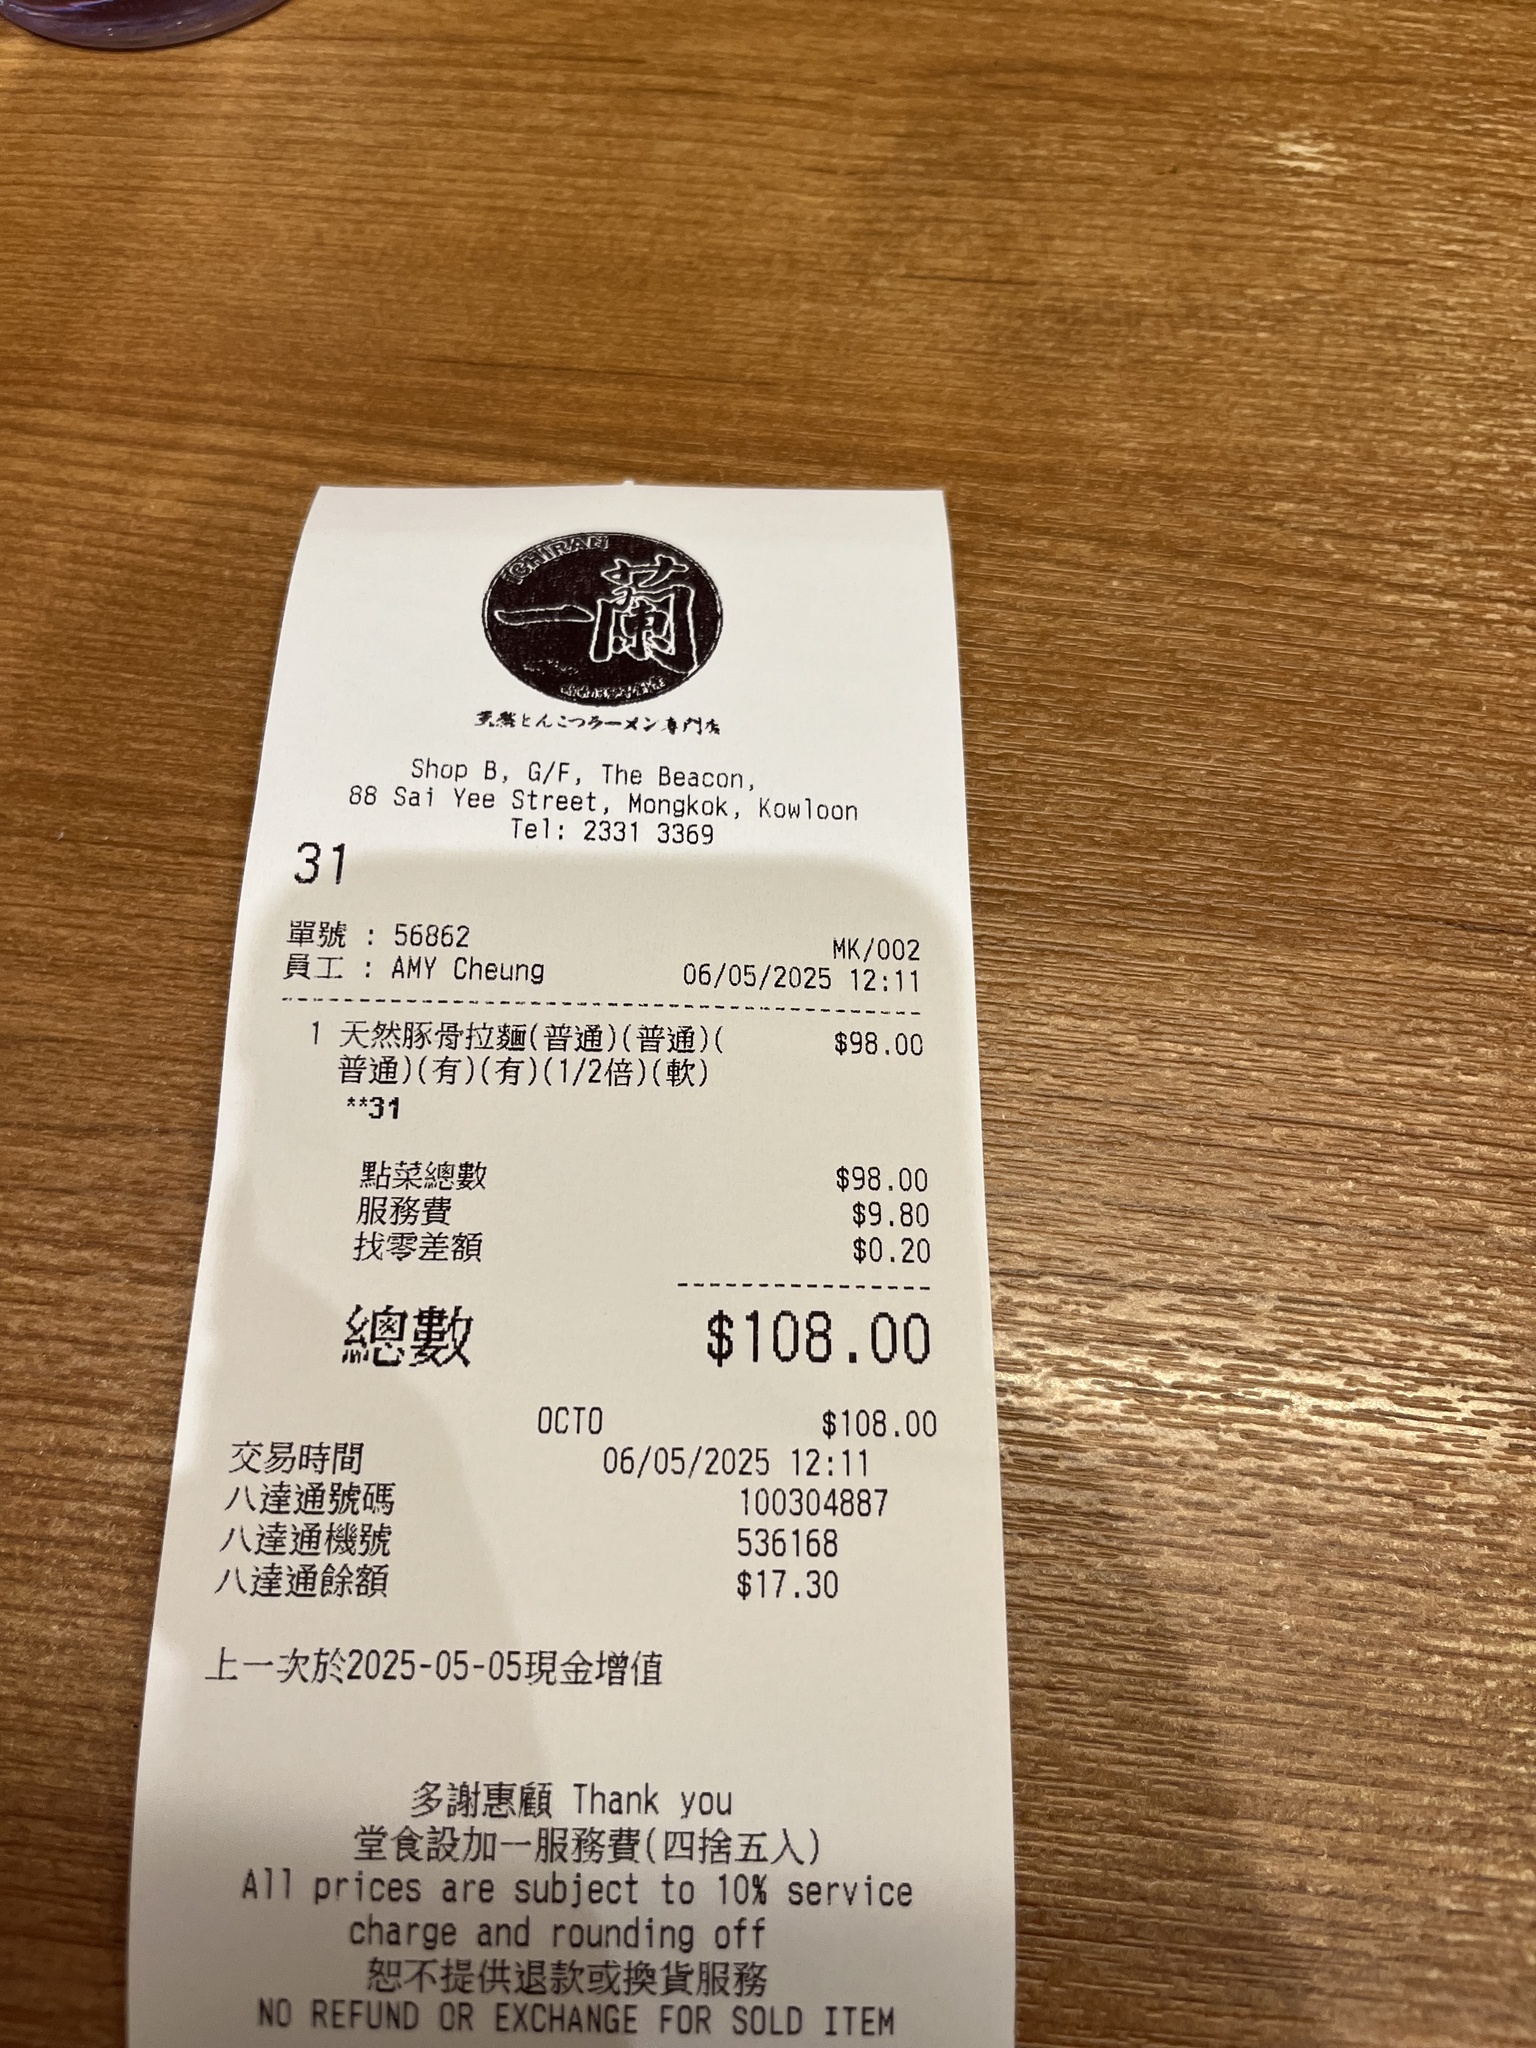 ICHIRAN
一蘭
天然とんこつラーメン専門店
Shop B, G/F, The Beacon,
88 Sai Yee Street, Mongkok, Kowloon
Tel: 2331 3369
31
單號 : 56862 MK/002
員工 : AMY Cheung 06/05/2025 12:11
1 天然豚骨拉麵(普通)(普通)( $98.00
普通)(有)(有)(1/2倍)(軟)
**31
點菜總數 $98.00
服務費 $9.80
找零差額 $0.20
總數 $108.00
OCTO $108.00
交易時間 06/05/2025 12:11
八達通號碼 100304887
八達通機號 536168
八達通餘額 $17.30
上一次於2025-05-05現金增值
多謝惠顧 Thank you
堂食設加一服務費(四捨五入)
All prices are subject to 10% service
charge and rounding off
恕不提供退款或換貨服務
NO REFUND OR EXCHANGE FOR SOLD ITEM